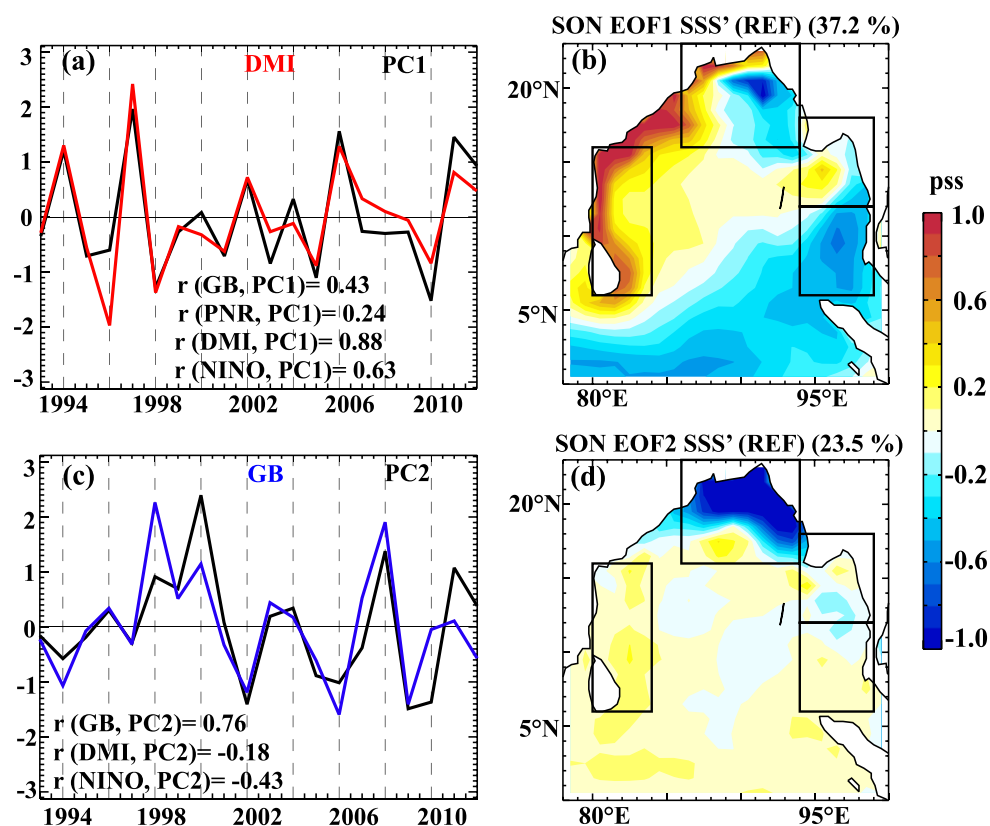 (a) DMI PC1
3
2
1
0
-1
-2
-3
r (GB, PC1)= 0.43
r (PNR, PC1)= 0.24
r (DMI, PC1)= 0.88
r (NINO, PC1)= 0.63
1994 1998 2002 2006 2010
SON EOF1 SSS' (REF) (37.2 %)
(b)
20°N
5°N
80°E 95°E
pss
1.0
0.6
0.2
-0.2
-0.6
-1.0
(c) GB PC2
3
2
1
0
-1
-2
-3
r (GB, PC2)= 0.76
r (DMI, PC2)= -0.18
r (NINO, PC2)= -0.43
1994 1998 2002 2006 2010
SON EOF2 SSS' (REF) (23.5 %)
(d)
20°N
5°N
80°E 95°E